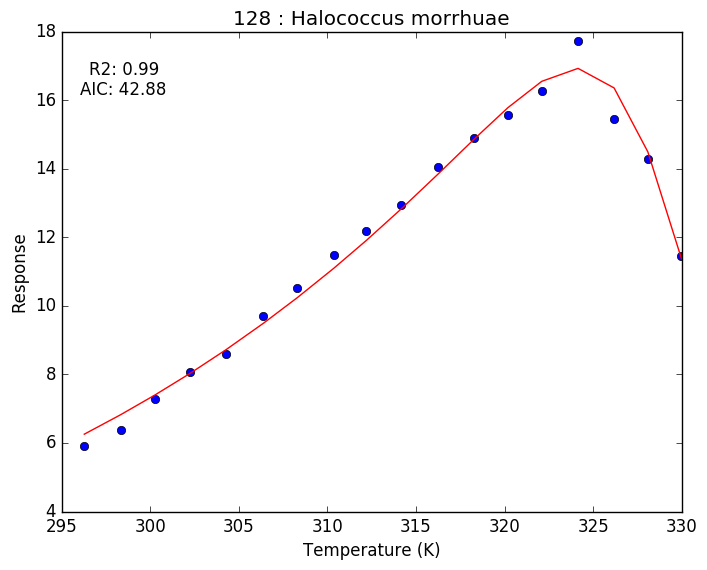 128 : Halococcus morrhuae
R2: 0.99
AIC: 42.88
Response
18
16
14
12
10
8
6
4
295 300 305 310 315 320 325 330
Temperature (K)